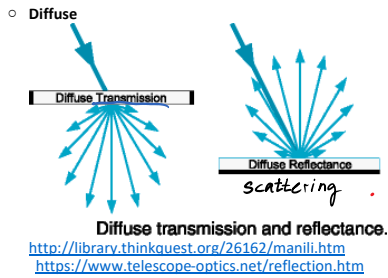 Diffuse
Diffuse Transmission
Diffuse Reflectance
scattering
Diffuse transmission and reflectance.
http://library.thinkquest.org/26162/manili.htm
https://www.telescope-optics.net/reflection.htm